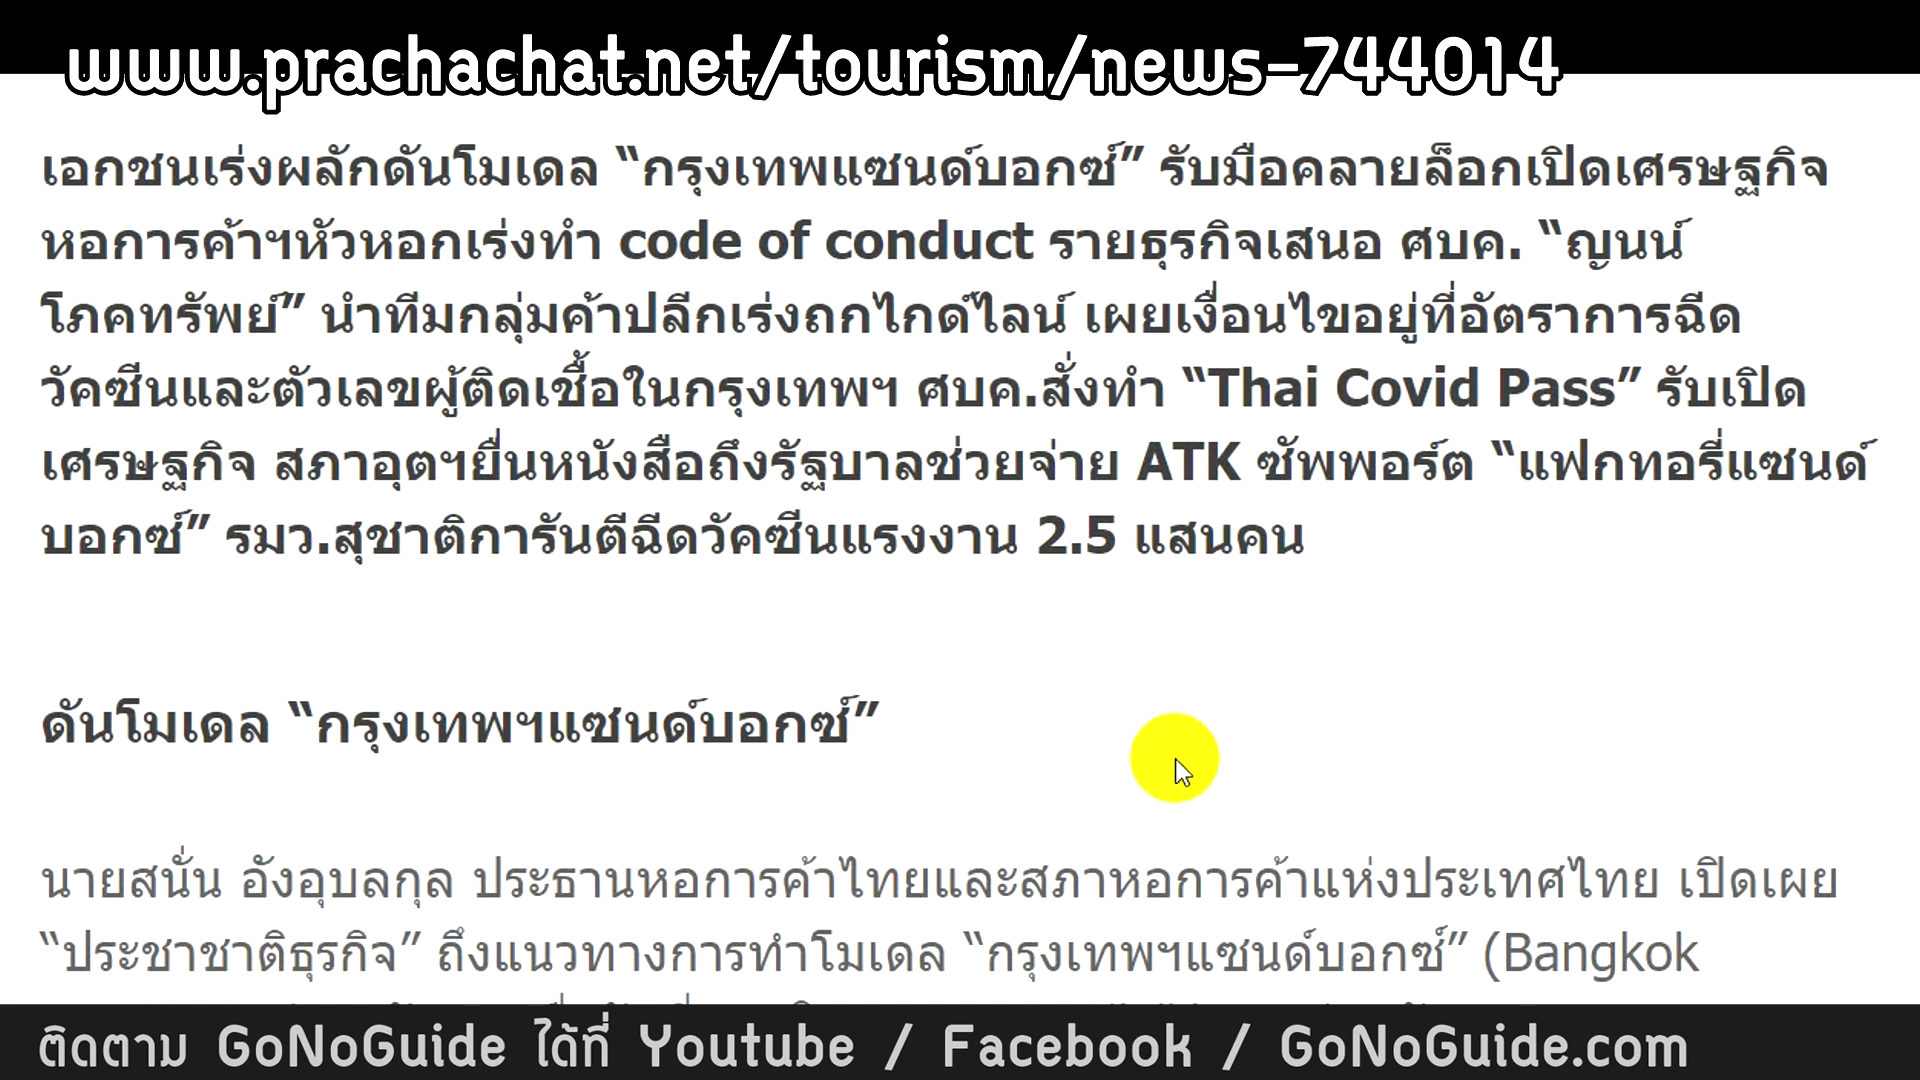 www.prachachat.net/tourism/news-744014
เอกชนเร่งผลักดันโมเดล “กรุงเทพแซนด์บอกซ์” รับมือคลายล็อกเปิดเศรษฐกิจ
หอการค้าฯหัวหอกเร่งทำ code of conduct รายธุรกิจเสนอ ศบค. “ญนน์
โภคทรัพย์” นำทีมกลุ่มค้าปลีกเร่งถกไกด์ไลน์ เผยเงื่อนไขอยู่ที่อัตราการฉีด
วัคซีนและตัวเลขผู้ติดเชื้อในกรุงเทพฯ ศบค.สั่งทำ “Thai Covid Pass” รับเปิด
เศรษฐกิจ สภาอุตฯยื่นหนังสือถึงรัฐบาลช่วยจ่าย ATK ซัพพอร์ต “แฟกทอรี่แซนด์
บอกซ์” รมว.สุชาติการันตีฉีดวัคซีนแรงงาน 2.5 แสนคน
ดันโมเดล “กรุงเทพฯแซนด์บอกซ์”
นายสนั่น อังอุบลกุล ประธานหอการค้าไทยและสภาหอการค้าแห่งประเทศไทย เปิดเผย
“ประชาชาติธุรกิจ” ถึงแนวทางการทำโมเดล “กรุงเทพฯแซนด์บอกซ์” (Bangkok
ติดตาม GoNoGuide ได้ที่ Youtube / Facebook / GoNoGuide.com